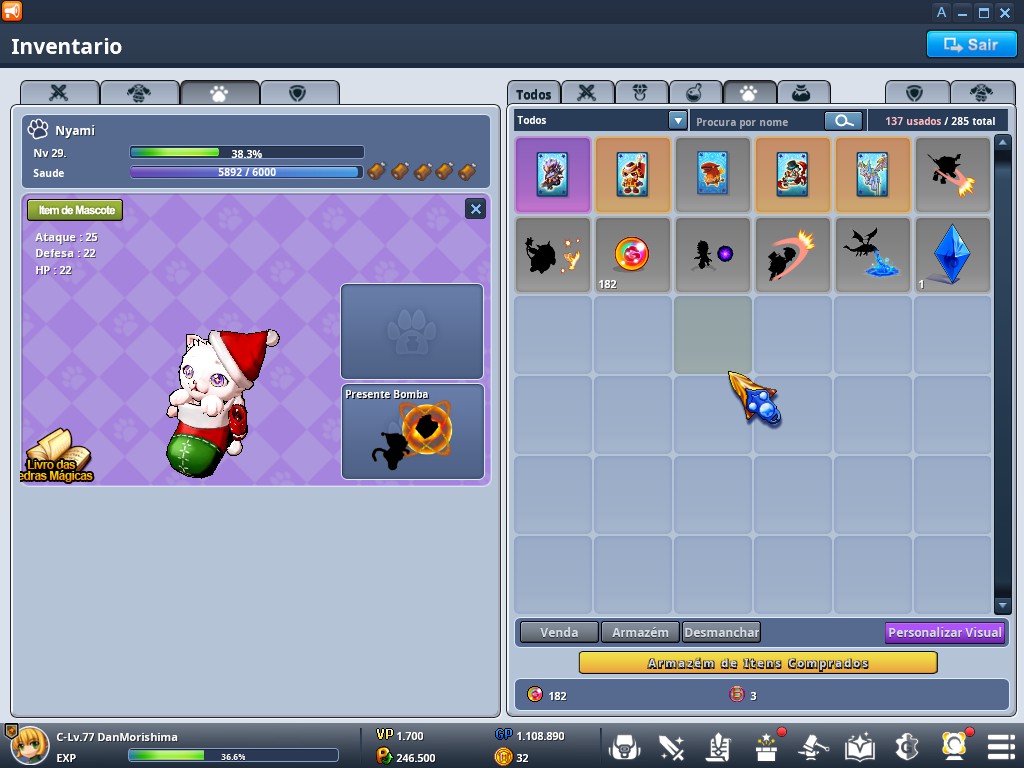 A
Inventario
Sair
Todos
Nyami
Nv 29.
38.3%
Saude
5892 / 6000
Todos
Procura por nome
137 usados / 285 total
Item de Mascote
Ataque : 25
Defesa : 22
HP : 22
182
1
Presente Bomba
Livro das
edras Mágicas
Venda
Armazém
Desmanchar
Personalizar Visual
Armazém de Itens Comprados
182
3
C-Lv.77 DanMorishima
EXP
36.6%
VP 1.700
246.500
GP 1.108.890
32